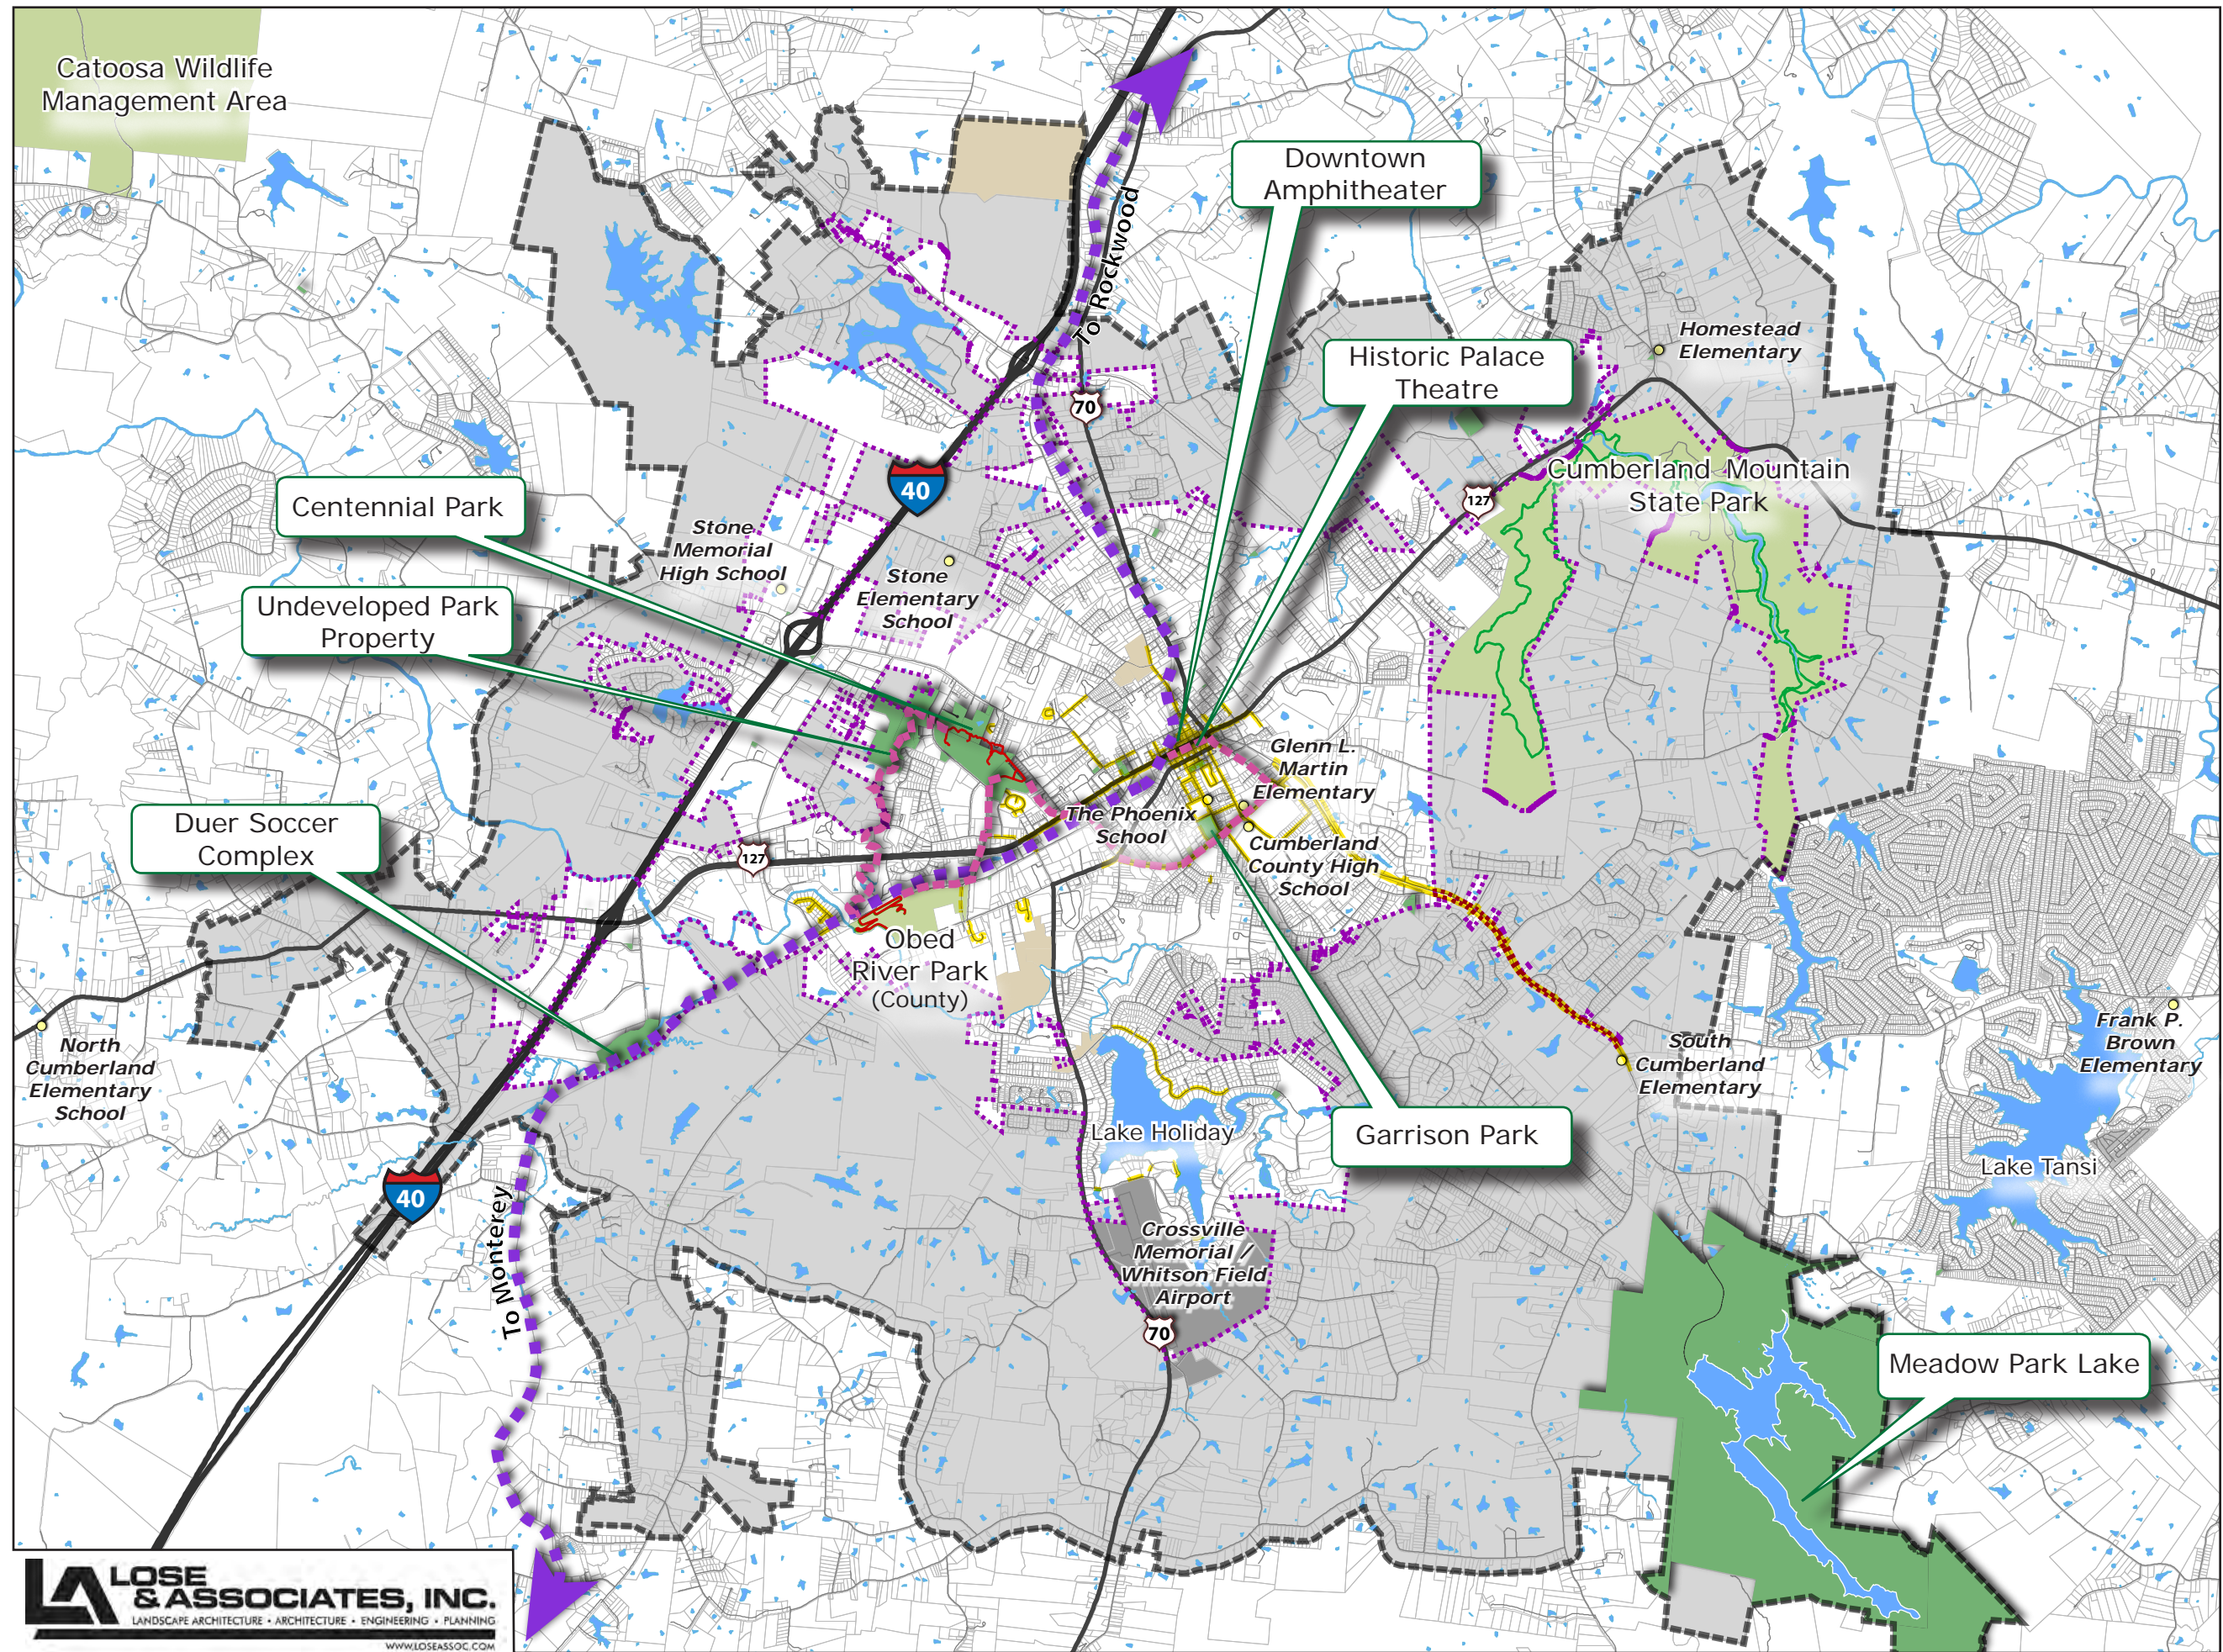 Catoosa Wildlife
Management Area
Downtown
Amphitheater
To Rockwood
Historic Palace
Theatre
Homestead
Elementary
70
Cumberland Mountain
State Park
127
40
Centennial Park
Stone
Memorial
High School
Stone
Elementary
School
Undeveloped Park
Property
Glenn L.
Martin
Elementary
The Phoenix
School
Duer Soccer
Complex
127
Cumberland
County High
School
Obed
River Park
(County)
North
Cumberland
Elementary
School
South
Cumberland
Elementary
Frank P.
Brown
Elementary
Lake Holiday
Garrison Park
Lake Tansi
40
To Monterey
Crossville
Memorial /
Whitson Field
Airport
70
Meadow Park Lake
LA LOSE
& ASSOCIATES, INC.
LANDSCAPE ARCHITECTURE • ARCHITECTURE • ENGINEERING • PLANNING
WWW.LOSEASSOC.COM